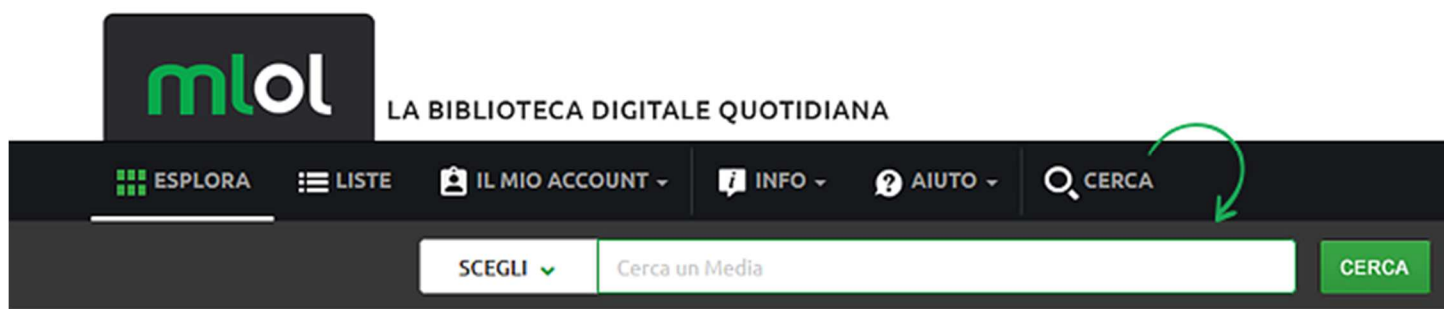 mlol
LA BIBLIOTECA DIGITALE QUOTIDIANA
ESPLORA LISTE IL MIO ACCOUNT INFO AIUTO CERCA
SCEGLI Cerca un Media CERCA